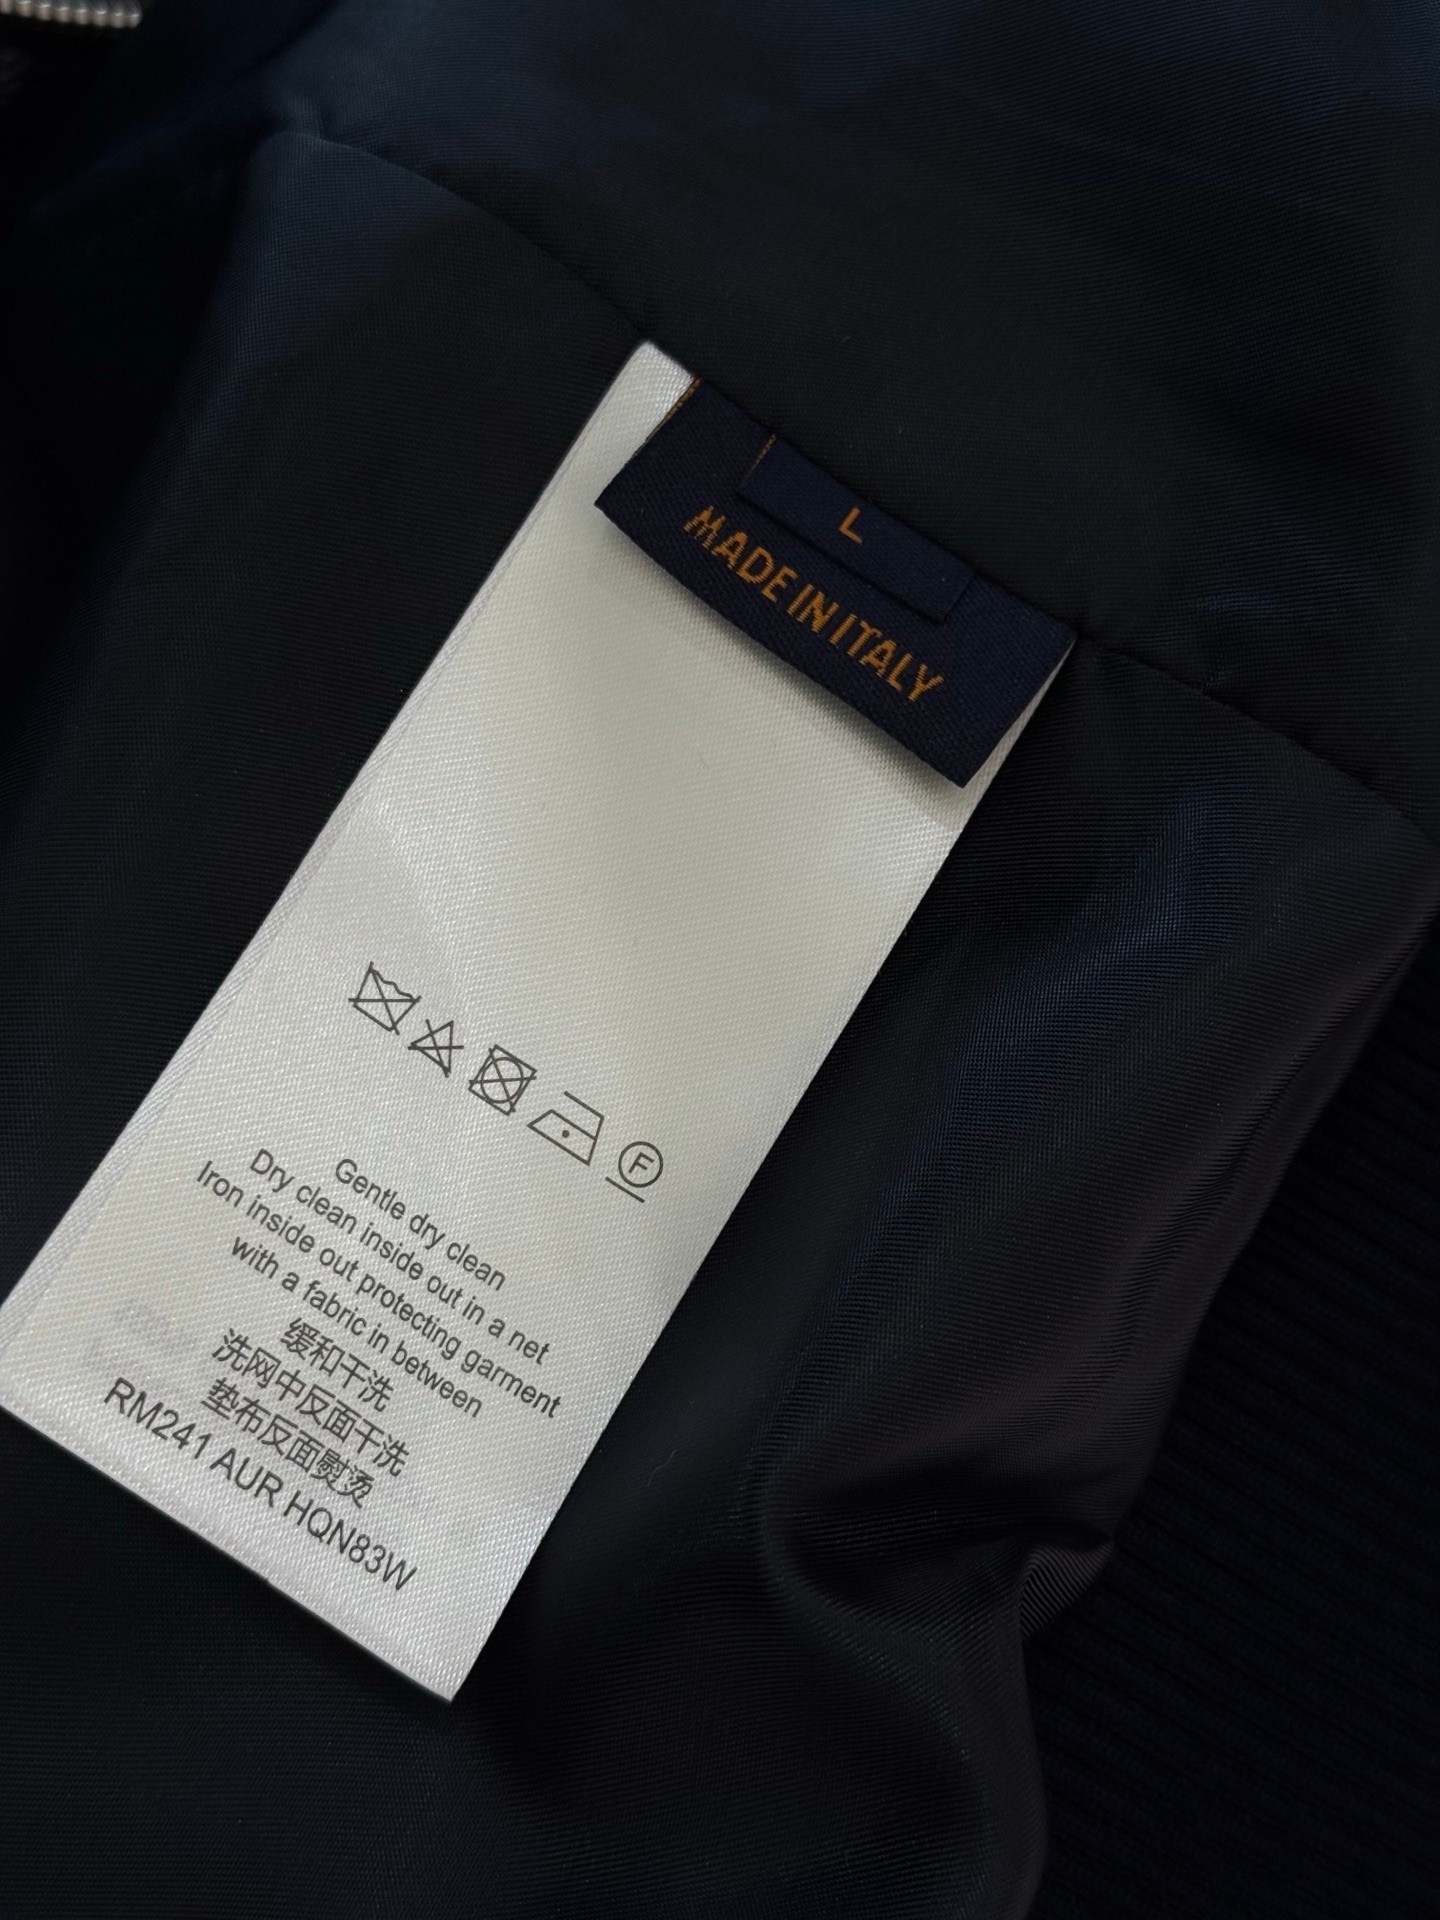 L
MADE IN ITALY
F
Gentle dry clean
Dry clean inside out in a net
Iron inside out protecting garment
with a fabric in between
缓和干洗
洗网中反面干洗
垫布反面熨烫
RM241 AUR HQN83W